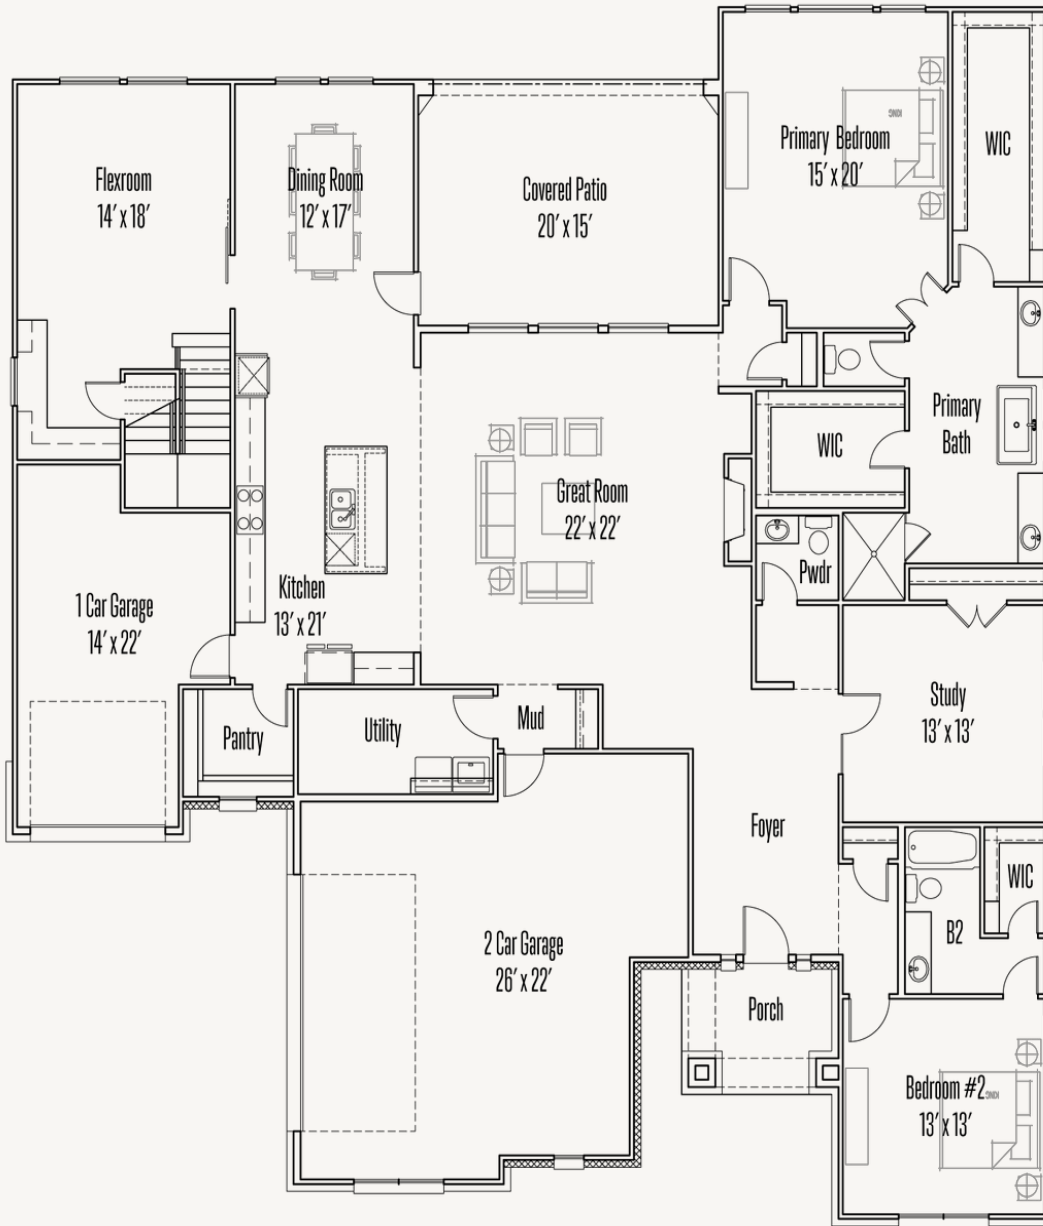 Primary Bedroom
15' x 20'
KING
WIC
Flexroom
14' x 18'
Dining Room
12' x 17'
Covered Patio
20' x 15'
Primary
Bath
WIC
Great Room
22' x 22'
Pwdr
Kitchen
13' x 21'
1 Car Garage
14' x 22'
Study
13' x 13'
Pantry
Utility
Mud
Foyer
WIC
B2
2 Car Garage
26' x 22'
Porch
Bedroom #2
13' x 13'
KING